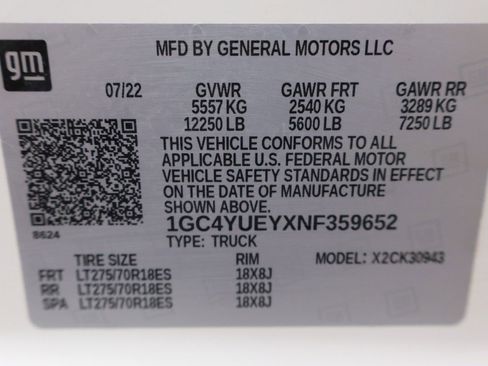 gm
MFD BY GENERAL MOTORS LLC
07/22 GVWR GAWR FRT GAWR RR
5557 KG 2540 KG 3289 KG
12250 LB 5600 LB 7250 LB
THIS VEHICLE CONFORMS TO ALL
APPLICABLE U.S. FEDERAL MOTOR
VEHICLE SAFETY STANDARDS IN EFFECT
ON THE DATE OF MANUFACTURE
SHOWN ABOVE.
8624
1GC4YUEYXNF359652
TYPE: TRUCK
TIRE SIZE RIM MODEL: X2CK30943
FRT LT275/70R18ES 18X8J
RR LT275/70R18ES 18X8J
SPA LT275/70R18ES 18X8J